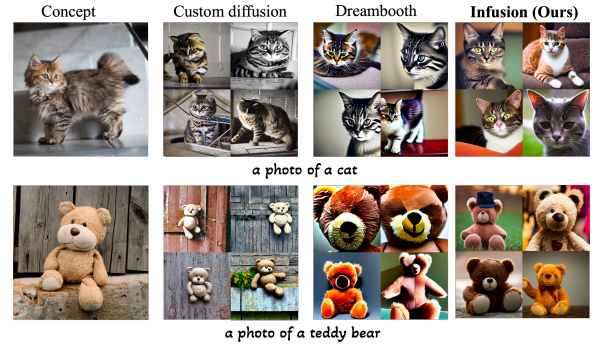 Concept Custom diffusion Dreambooth Infusion (Ours)
a photo of a cat
a photo of a teddy bear